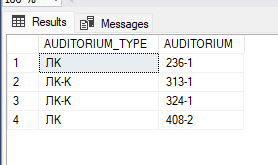 100 %
Results Messages
AUDITORIUM_TYPE AUDITORIUM
1 ЛК 236-1
2 ЛК-К 313-1
3 ЛК-К 324-1
4 ЛК 408-2